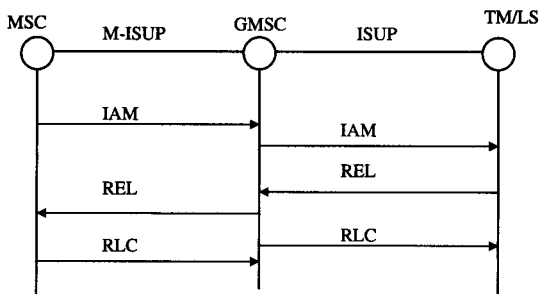 MSC
M-ISUP
GMSC
ISUP
TM/LS
IAM
IAM
REL
REL
RLC
RLC